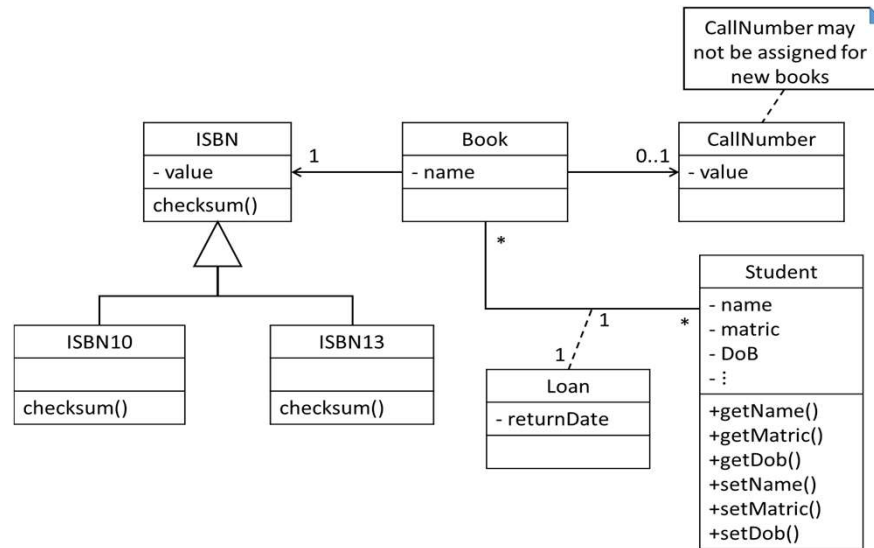 CallNumber may
not be assigned for
new books
ISBN
- value
checksum()
1
Book
- name
0..1
CallNumber
- value
*
Student
- name
- matric
- DoB
- ⋮
+getName()
+getMatric()
+getDob()
+setName()
+setMatric()
+setDob()
*
1
1
Loan
- returnDate
ISBN10
checksum()
ISBN13
checksum()